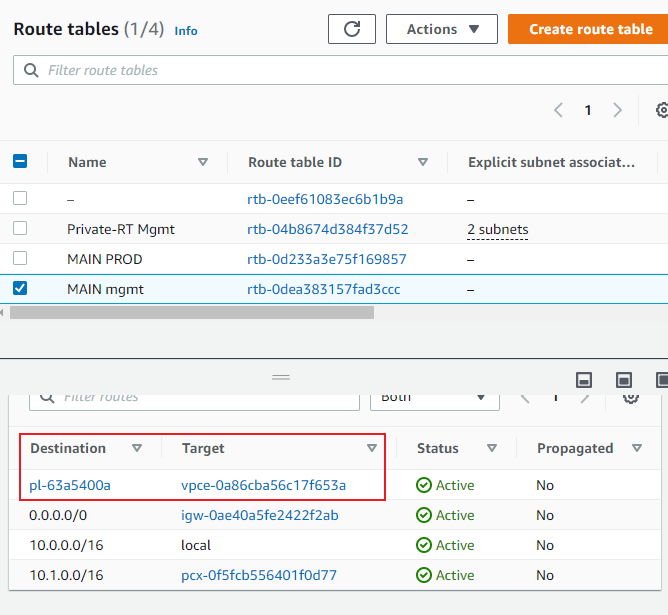 Route tables (1/4) Info
Actions
Create route table
Filter route tables
1
Name Route table ID Explicit subnet associat...
– rtb-0eef61083ec6b1b9a –
Private-RT Mgmt rtb-04b8674d384f37d52 2 subnets
MAIN PROD rtb-0d233a3e75f169857 –
MAIN mgmt rtb-0dea383157fad3ccc –
Filter routes Both 1
Destination Target Status Propagated
pl-63a5400a vpce-0a86cba56c17f653a Active No
0.0.0.0/0 igw-0ae40a5fe2422f2ab Active No
10.0.0.0/16 local Active No
10.1.0.0/16 pcx-0f5fcb556401f0d77 Active No